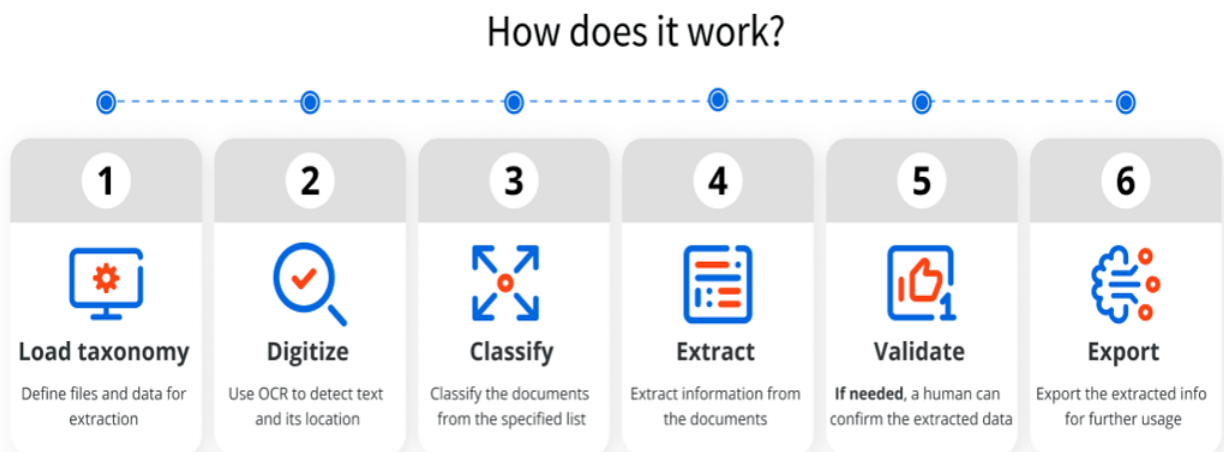 How does it work?
1
2
3
4
5
6
1
Load taxonomy
Define files and data for
extraction
Digitize
Use OCR to detect text
and its location
Classify
Classify the documents
from the specified list
Extract
Extract information from
the documents
Validate
If needed, a human can
confirm the extracted data
Export
Export the extracted info
for further usage